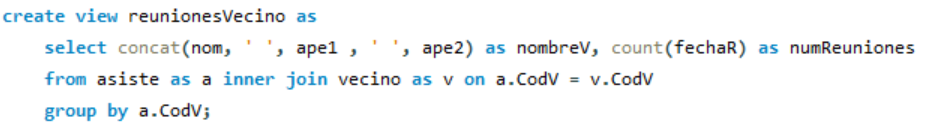 create view reunionesVecino as
select concat(nom, ' ', ape1 , ' ', ape2) as nombreV, count(fechaR) as numReuniones
from asiste as a inner join vecino as v on a.CodV = v.CodV
group by a.CodV;